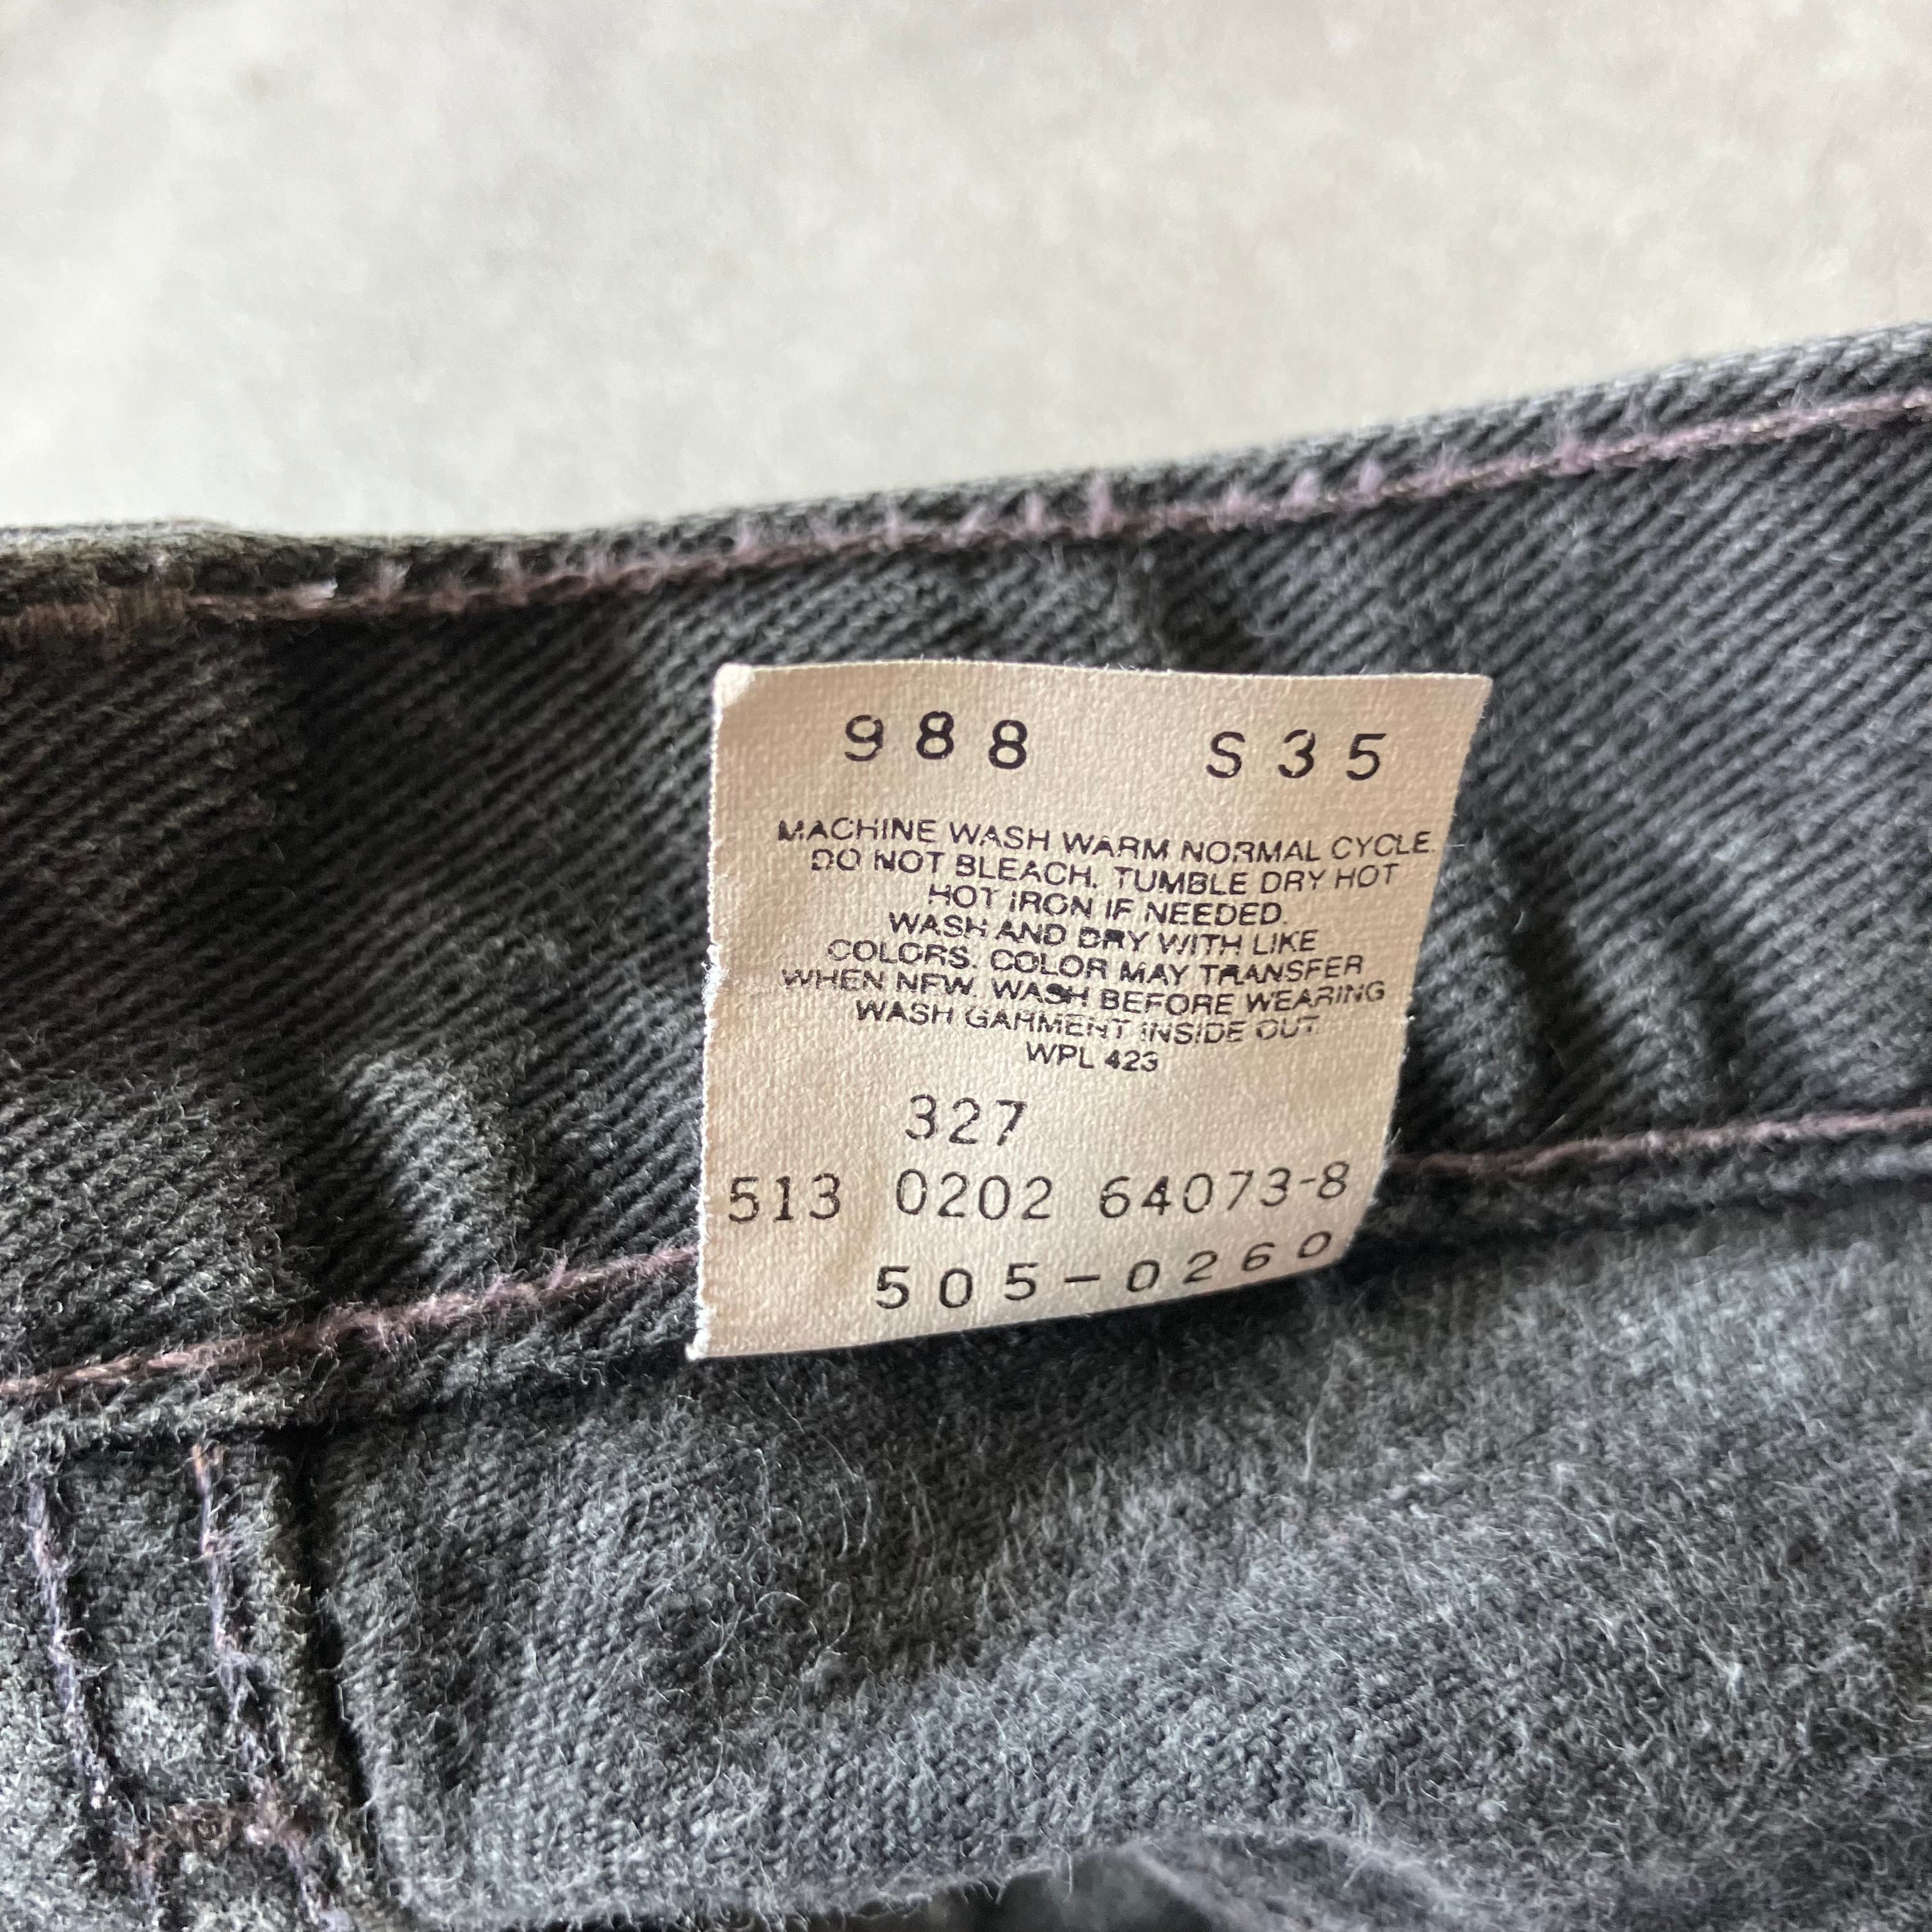 988 S35
MACHINE WASH WARM NORMAL CYCLE.
DO NOT BLEACH. TUMBLE DRY HOT
HOT IRON IF NEEDED.
WASH AND DRY WITH LIKE
COLORS. COLOR MAY TRANSFER
WHEN NEW. WASH BEFORE WEARING
WASH GARMENT INSIDE OUT
WPL 423
327
513 0202 64073-8
505-0260